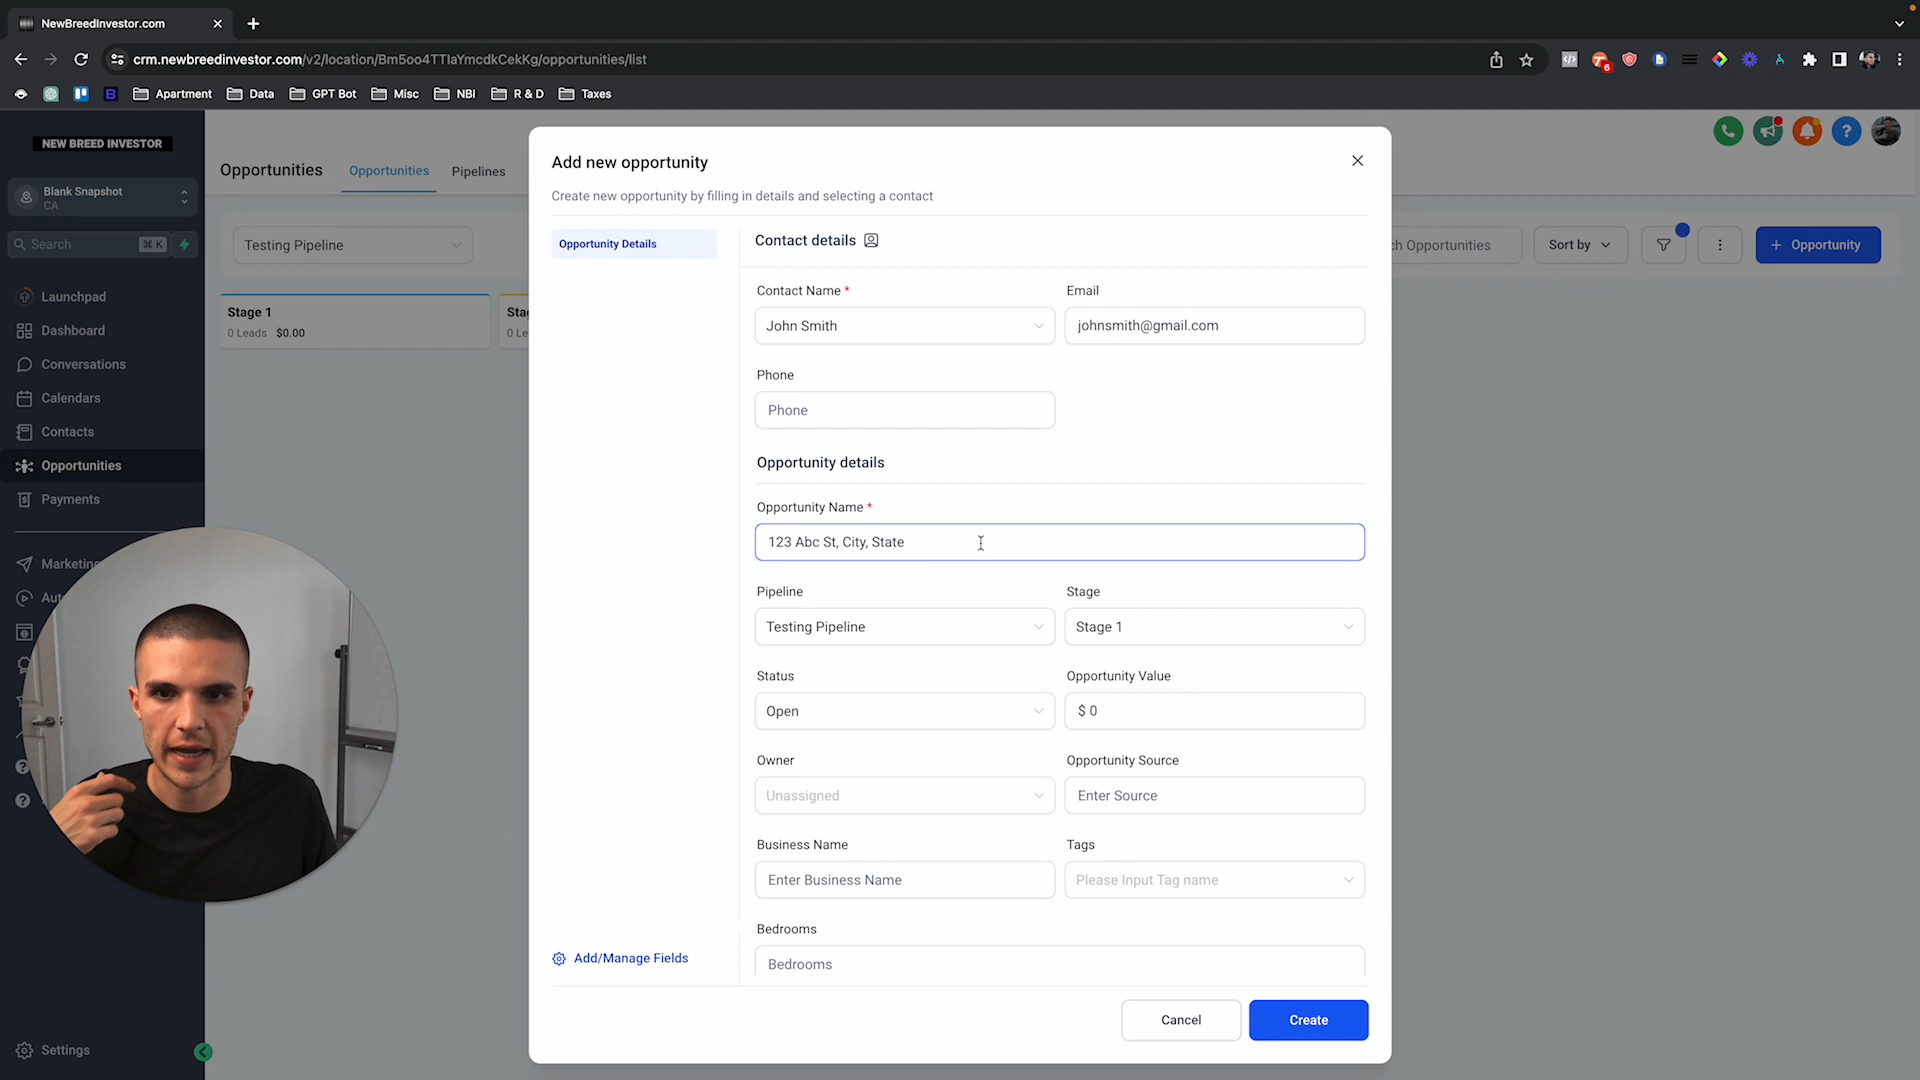 NewBreedInvestor.com
crm.newbreedinvestor.com/v2/location/Bm5oo4TTIaYmcdkCekKg/opportunities/list
6
Apartment
Data
GPT Bot
Misc
NBI
R & D
Taxes
NEW BREED INVESTOR
Blank Snapshot
CA
Search
⌘ K
Launchpad
Dashboard
Conversations
Calendars
Contacts
Opportunities
Payments
Marketing
Settings
Opportunities
Opportunities
Pipelines
Testing Pipeline
Stage 1
0 Leads $0.00
Opportunities
Sort by
+ Opportunity
Add new opportunity
Create new opportunity by filling in details and selecting a contact
Opportunity Details
Add/Manage Fields
Contact details
Contact Name *
John Smith
Email
johnsmith@gmail.com
Phone
Phone
Opportunity details
Opportunity Name *
123 Abc St, City, State
Pipeline
Testing Pipeline
Stage
Stage 1
Status
Open
Opportunity Value
$ 0
Owner
Unassigned
Opportunity Source
Enter Source
Business Name
Enter Business Name
Tags
Please Input Tag name
Bedrooms
Bedrooms
Cancel
Create